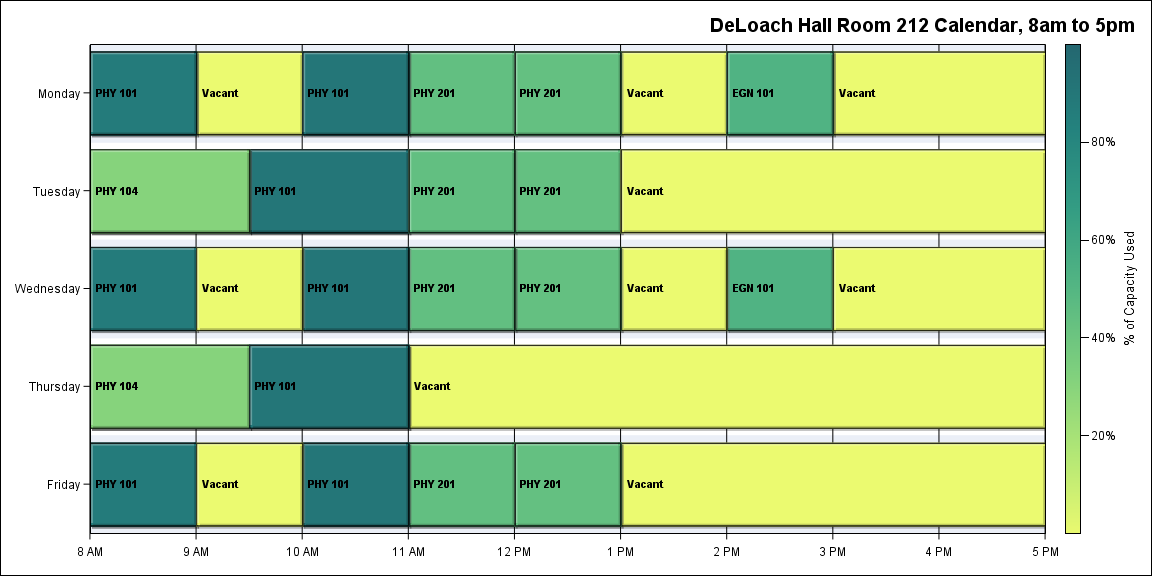 DeLoach Hall Room 212 Calendar, 8am to 5pm
Monday
PHY 101 Vacant PHY 101 PHY 201 PHY 201 Vacant EGN 101 Vacant
Tuesday
PHY 104 PHY 101 PHY 201 PHY 201 Vacant
Wednesday
PHY 101 Vacant PHY 101 PHY 201 PHY 201 Vacant EGN 101 Vacant
Thursday
PHY 104 PHY 101 Vacant
Friday
PHY 101 Vacant PHY 101 PHY 201 PHY 201 Vacant
8 AM 9 AM 10 AM 11 AM 12 PM 1 PM 2 PM 3 PM 4 PM 5 PM
80%
60%
40%
20%
% of Capacity Used